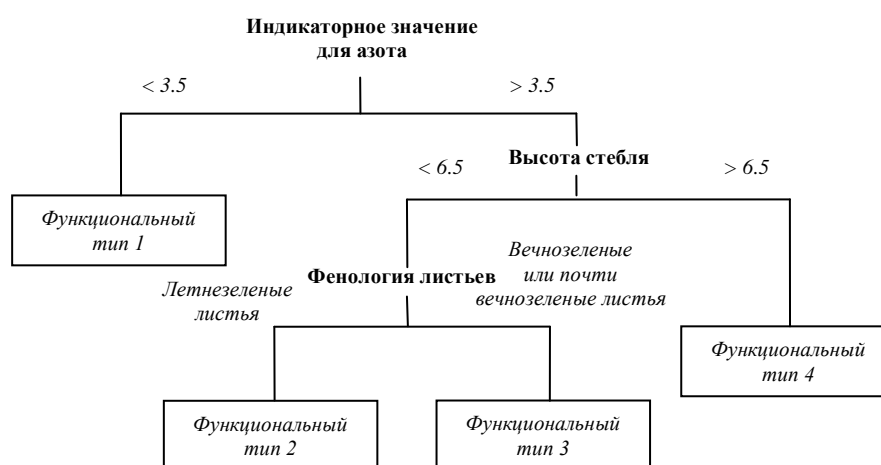 Индикаторное значение
для азота
< 3.5
> 3.5
Высота стебля
< 6.5
> 6.5
Функциональный
тип 1
Фенология листьев
Летнезеленые
листья
Вечнозеленые
или почти
вечнозеленые листья
Функциональный
тип 4
Функциональный
тип 2
Функциональный
тип 3